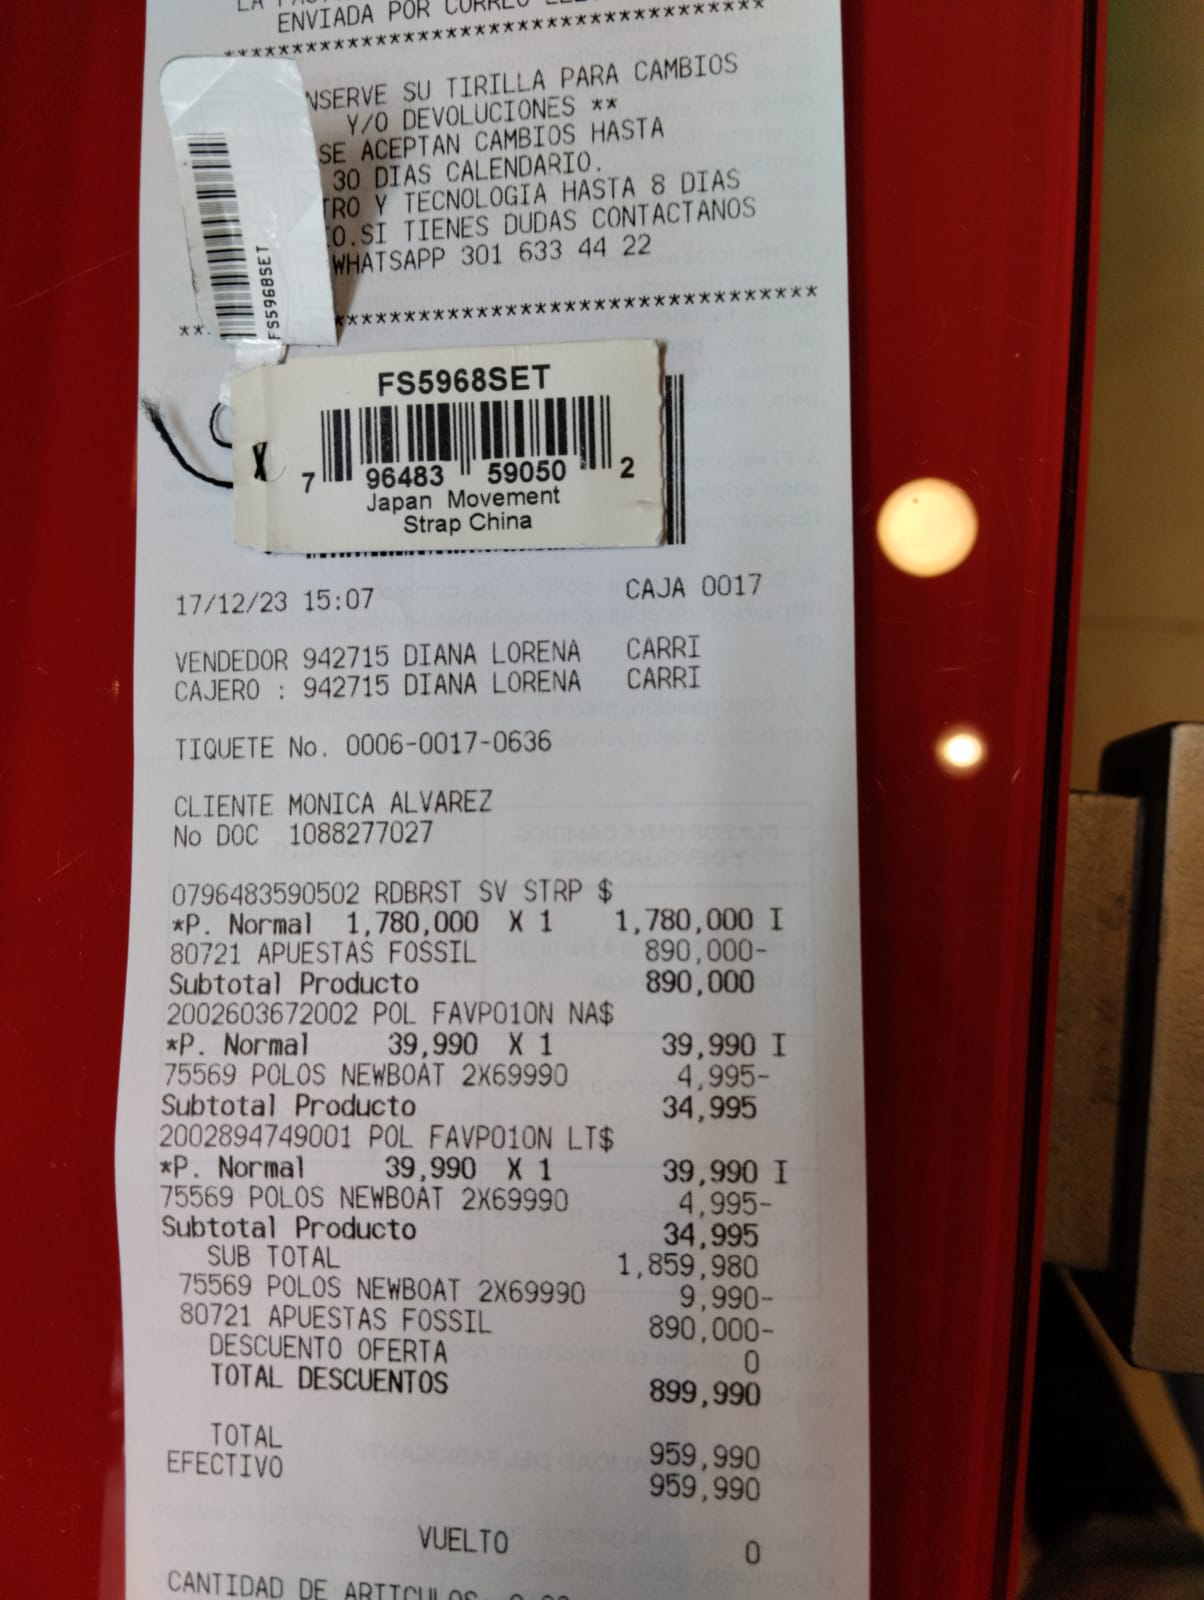 ENVIADA POR CORREO
****************************************
NSERVE SU TIRILLA PARA CAMBIOS
Y/O DEVOLUCIONES **
SE ACEPTAN CAMBIOS HASTA
30 DIAS CALENDARIO.
TRO Y TECNOLOGIA HASTA 8 DIAS
O.SI TIENES DUDAS CONTACTANOS
WHATSAPP 301 633 44 22
FS5968SET
****************************************
FS5968SET
7 96483 59050 2
Japan Movement
Strap China
17/12/23 15:07 CAJA 0017
VENDEDOR 942715 DIANA LORENA CARRI
CAJERO : 942715 DIANA LORENA CARRI
TIQUETE No. 0006-0017-0636
CLIENTE MONICA ALVAREZ
No DOC 1088277027
0796483590502 RDBRST SV STRP $
*P. Normal 1,780,000 X 1 1,780,000 I
80721 APUESTAS FOSSIL 890,000-
Subtotal Producto 890,000
2002603672002 POL FAVP010N NA$
*P. Normal 39,990 X 1 39,990 I
75569 POLOS NEWBOAT 2X69990 4,995-
Subtotal Producto 34,995
2002894749001 POL FAVP010N LT$
*P. Normal 39,990 X 1 39,990 I
75569 POLOS NEWBOAT 2X69990 4,995-
Subtotal Producto 34,995
SUB TOTAL 1,859,980
75569 POLOS NEWBOAT 2X69990 9,990-
80721 APUESTAS FOSSIL 890,000-
DESCUENTO OFERTA 0
TOTAL DESCUENTOS 899,990
TOTAL 959,990
EFECTIVO 959,990
VUELTO 0
CANTIDAD DE ARTICULOS